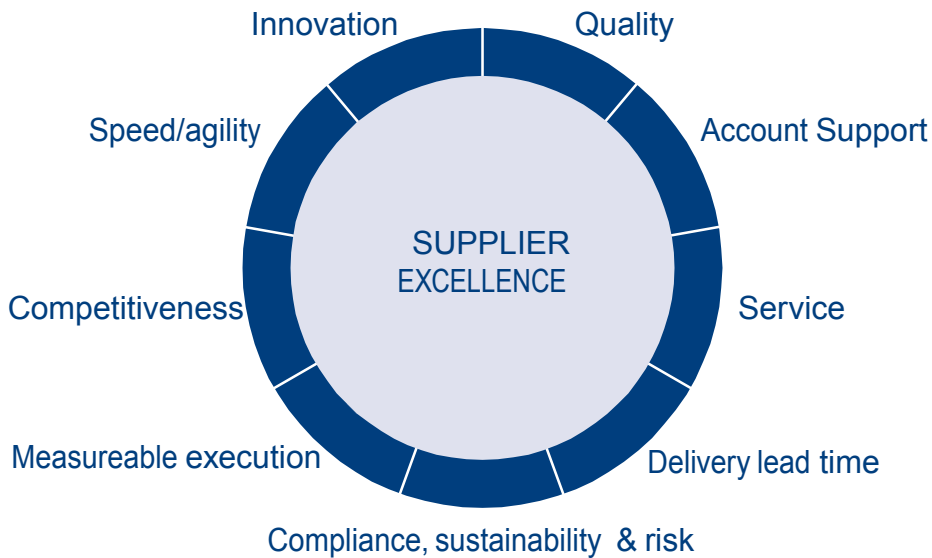 Innovation
Quality
Speed/agility
Account Support
SUPPLIER
EXCELLENCE
Competitiveness
Service
Measureable execution
Delivery lead time
Compliance, sustainability & risk